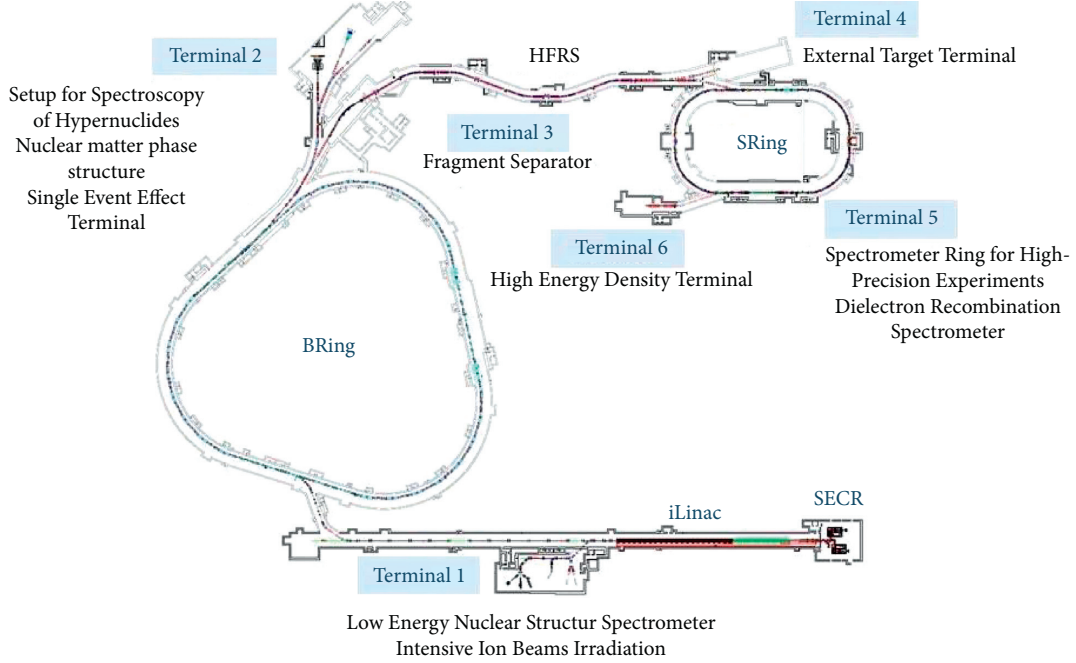 Terminal 2
Setup for Spectroscopy
of Hypernuclides
Nuclear matter phase
structure
Single Event Effect
Terminal
HFRS
Terminal 3
Fragment Separator
Terminal 4
External Target Terminal
SRing
Terminal 5
Spectrometer Ring for High-
Precision Experiments
Dielectron Recombination
Spectrometer
Terminal 6
High Energy Density Terminal
BRing
SECR
iLinac
Terminal 1
Low Energy Nuclear Structur Spectrometer
Intensive Ion Beams Irradiation